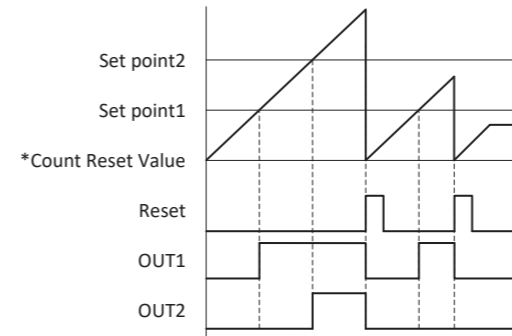 Set point2
Set point1
*Count Reset Value
Reset
OUT1
OUT2